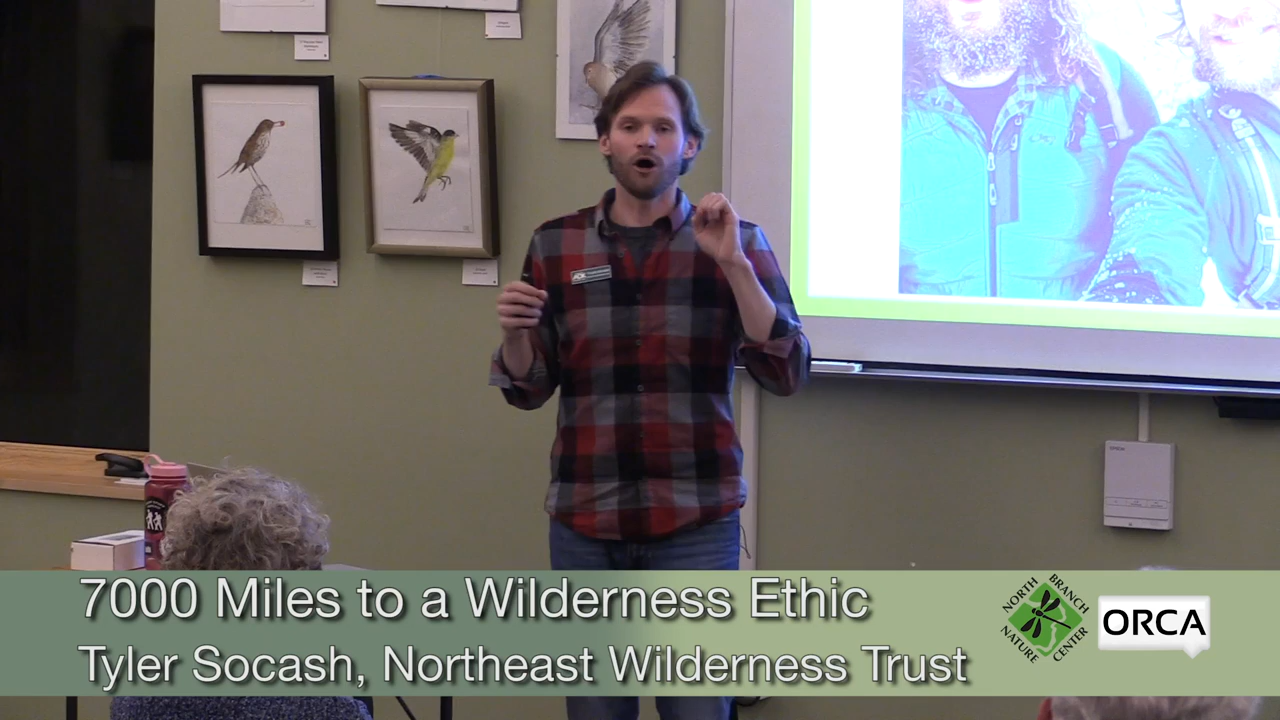 7000 Miles to a Wilderness Ethic
Tyler Socash, Northeast Wilderness Trust
NORTH BRANCH
NATURE CENTER
ORCA